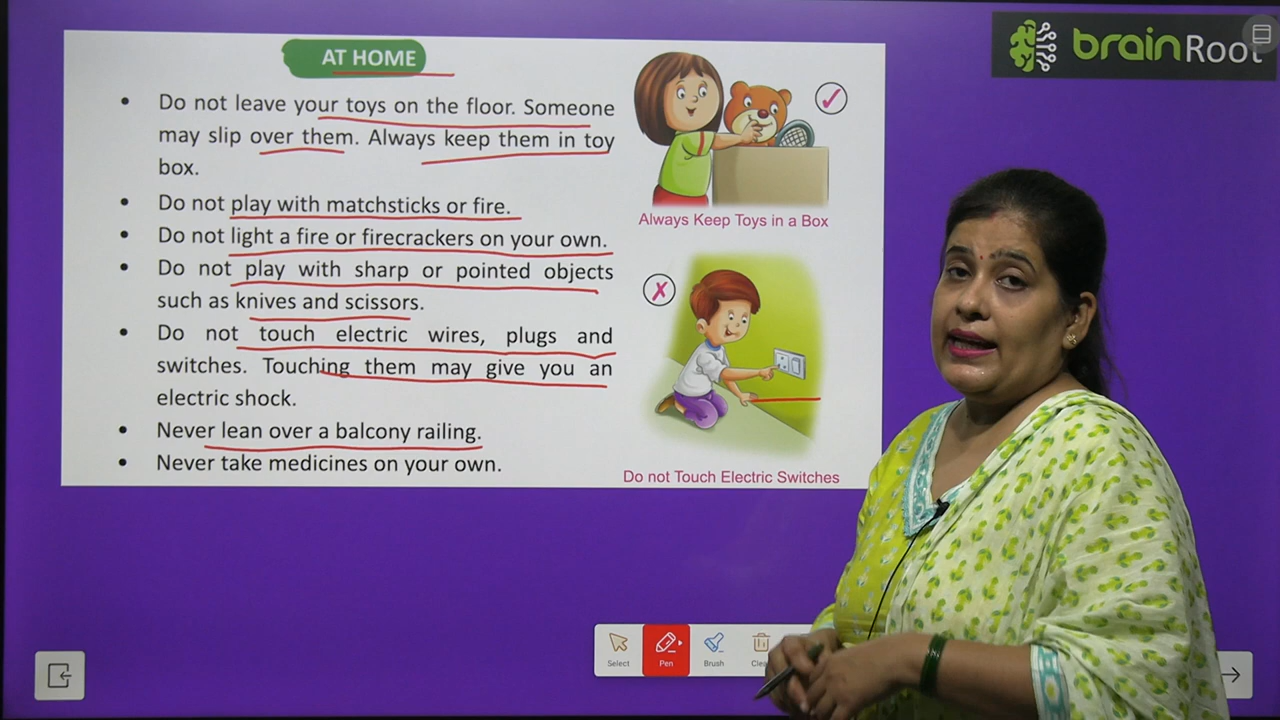 brainRoot
AT HOME
• Do not leave your toys on the floor. Someone
may slip over them. Always keep them in toy
box.
• Do not play with matchsticks or fire.
• Do not light a fire or firecrackers on your own.
• Do not play with sharp or pointed objects
such as knives and scissors.
• Do not touch electric wires, plugs and
switches. Touching them may give you an
electric shock.
• Never lean over a balcony railing.
• Never take medicines on your own.
Always Keep Toys in a Box
Do not Touch Electric Switches
Select
Pen
Brush